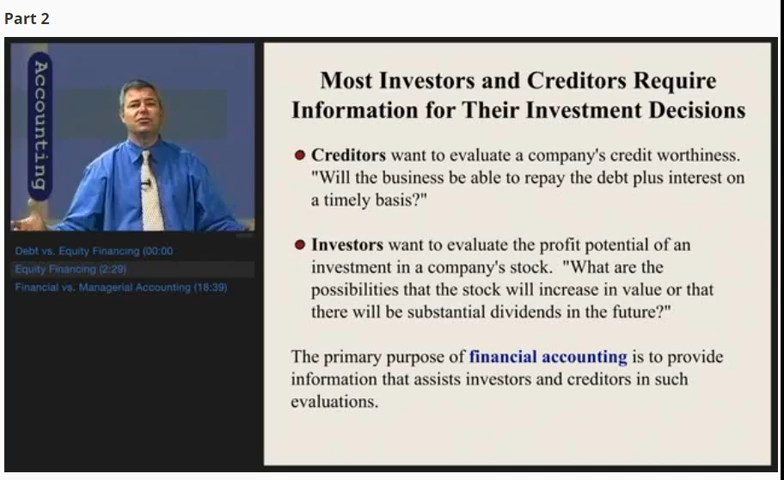 Part 2
Accounting
Debt vs. Equity Financing (00:00
Equity Financing (2:29)
Financial vs. Managerial Accounting (18:39)
Most Investors and Creditors Require
Information for Their Investment Decisions
Creditors want to evaluate a company's credit worthiness.
"Will the business be able to repay the debt plus interest on
a timely basis?"
Investors want to evaluate the profit potential of an
investment in a company's stock. "What are the
possibilities that the stock will increase in value or that
there will be substantial dividends in the future?"
The primary purpose of financial accounting is to provide
information that assists investors and creditors in such
evaluations.